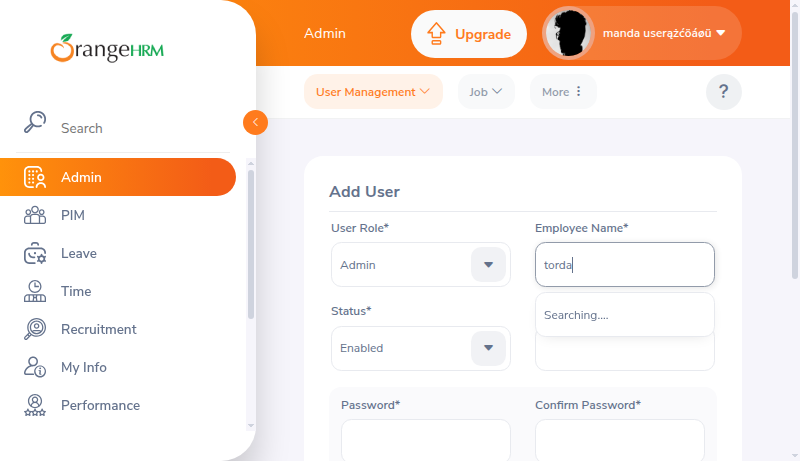 OrangeHRM
Admin
Upgrade
manda userąźćöáøü
User Management
Job
More
?
Search
Admin
PIM
Leave
Time
Recruitment
My Info
Performance
Add User
User Role*
Employee Name*
Admin
torda
Searching....
Status*
Enabled
Password*
Confirm Password*